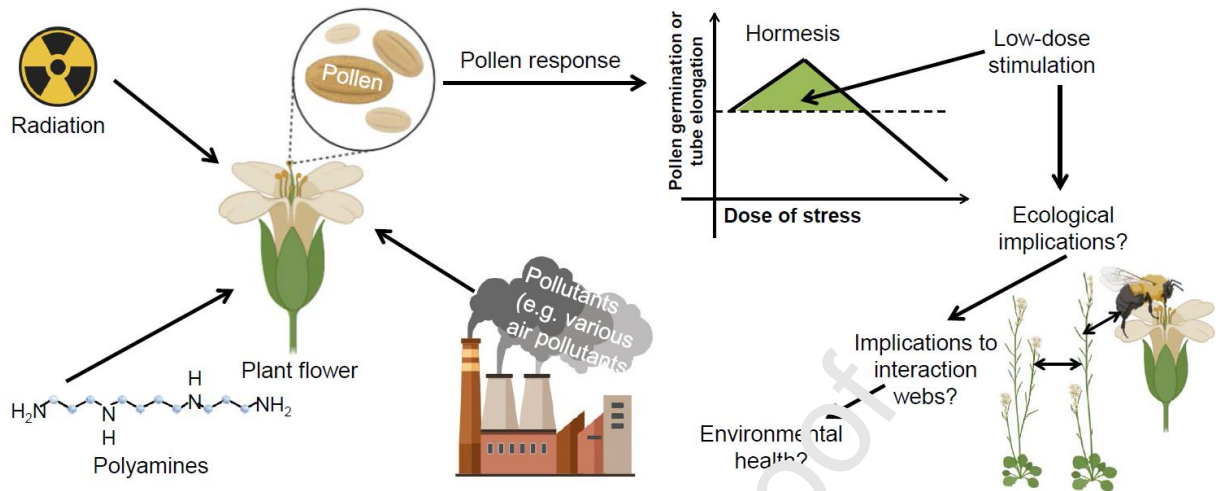 Radiation
Pollen
Pollen response
Hormesis
Low-dose
stimulation
Pollen germination or
tube elongation
Dose of stress
Ecological
implications?
Pollutants
(e.g. various
air pollutants
Plant flower
H
H₂N
N
H
N
NH₂
Polyamines
Implications to
interaction
webs?
Environmental
health?
oof